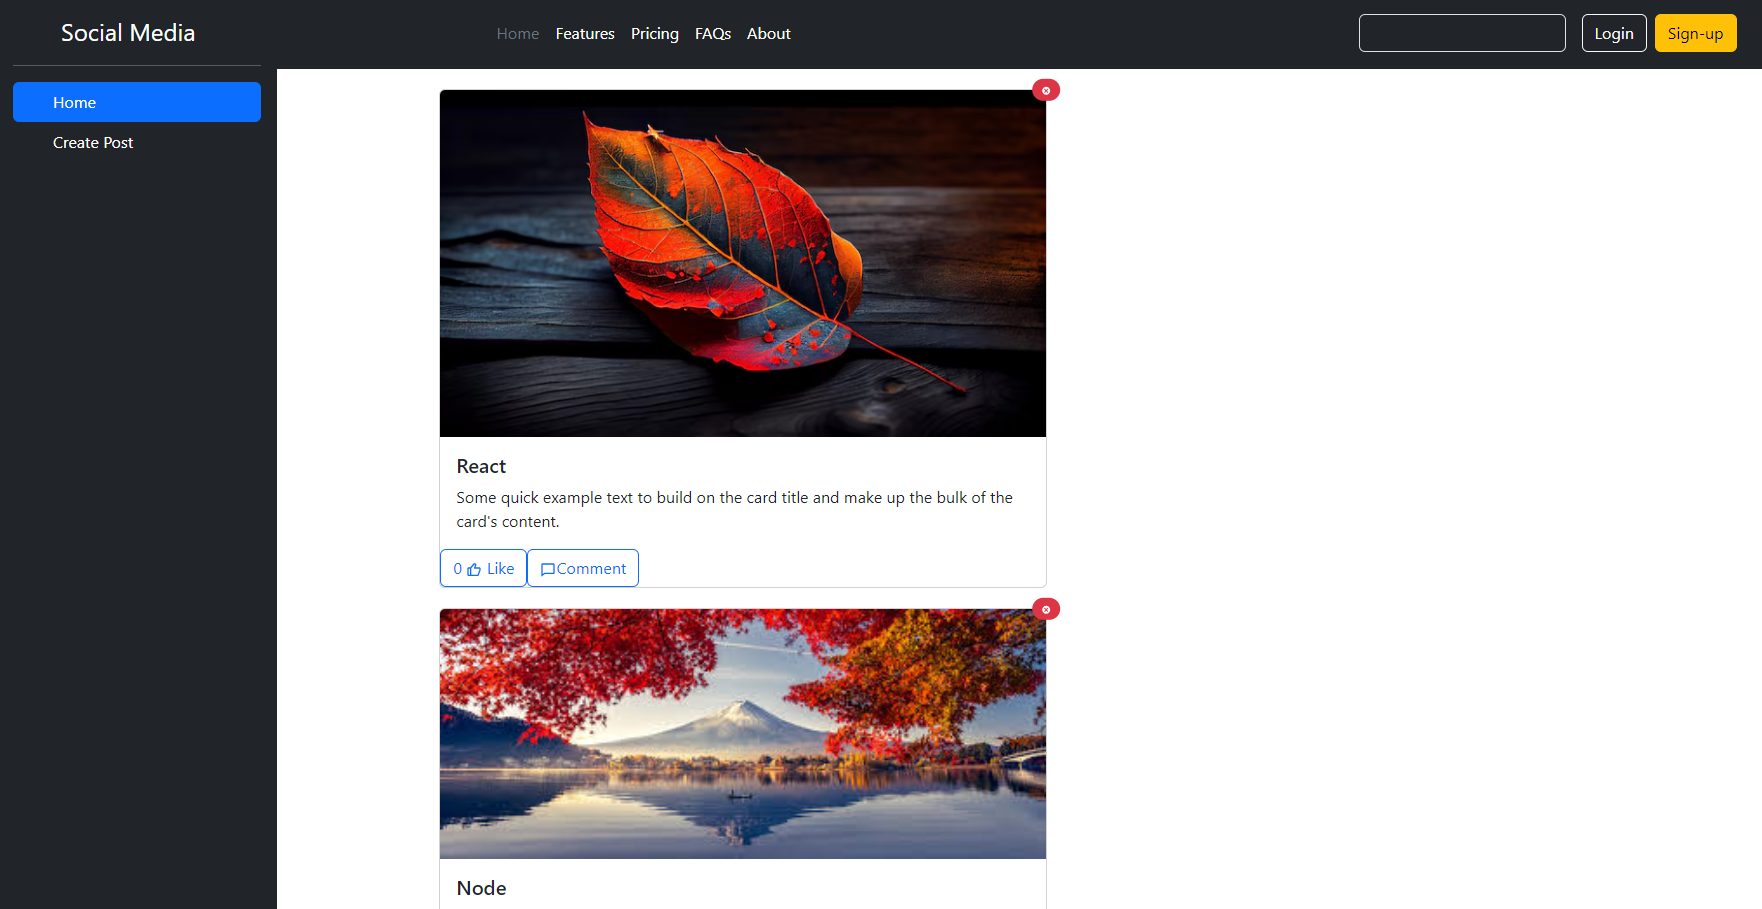 Social Media
Home Features Pricing FAQs About
Login Sign-up
Home
Create Post
React
Some quick example text to build on the card title and make up the bulk of the
card's content.
0 Like Comment
Node